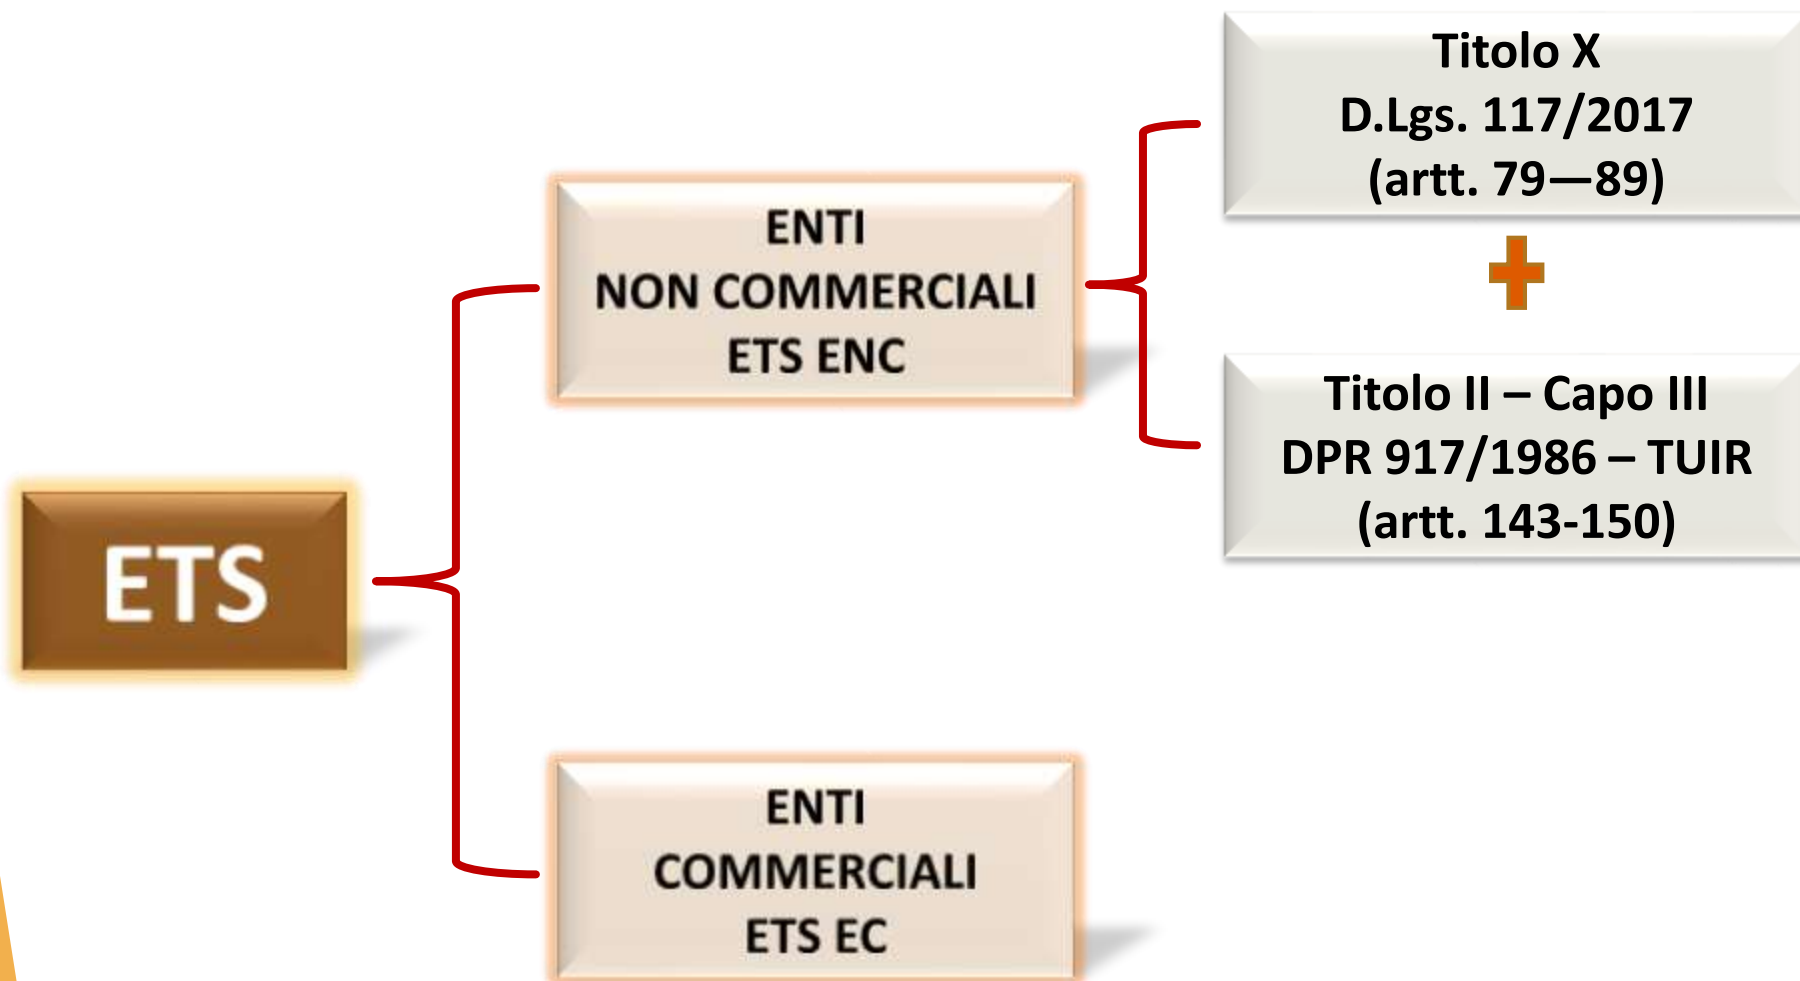 Titolo X
D.Lgs. 117/2017
(artt. 79—89)
ENTI
NON COMMERCIALI
ETS ENC
Titolo II – Capo III
DPR 917/1986 – TUIR
(artt. 143-150)
ETS
ENTI
COMMERCIALI
ETS EC